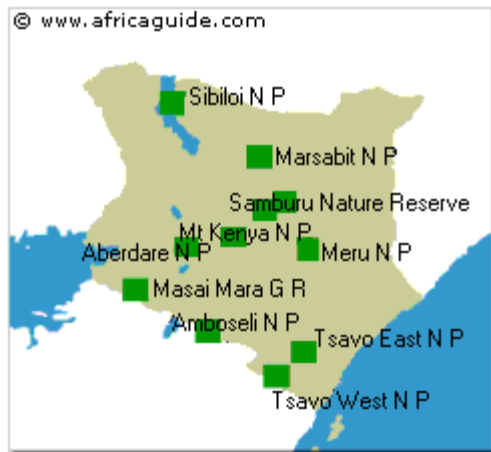 © www.africaguide.com
Sibiloi N P
Marsabit N P
Samburu Nature Reserve
Mt Kenya N P
Aberdare N P
Meru N P
Masai Mara G R
Amboseli N P
Tsavo East N P
Tsavo West N P